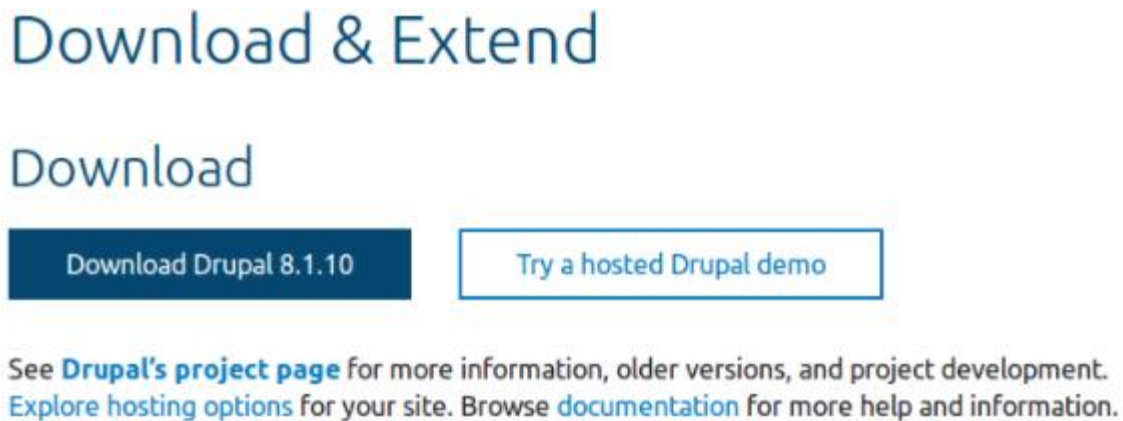 Download & Extend
Download
Download Drupal 8.1.10
Try a hosted Drupal demo
See Drupal’s project page for more information, older versions, and project development.
Explore hosting options for your site. Browse documentation for more help and information.